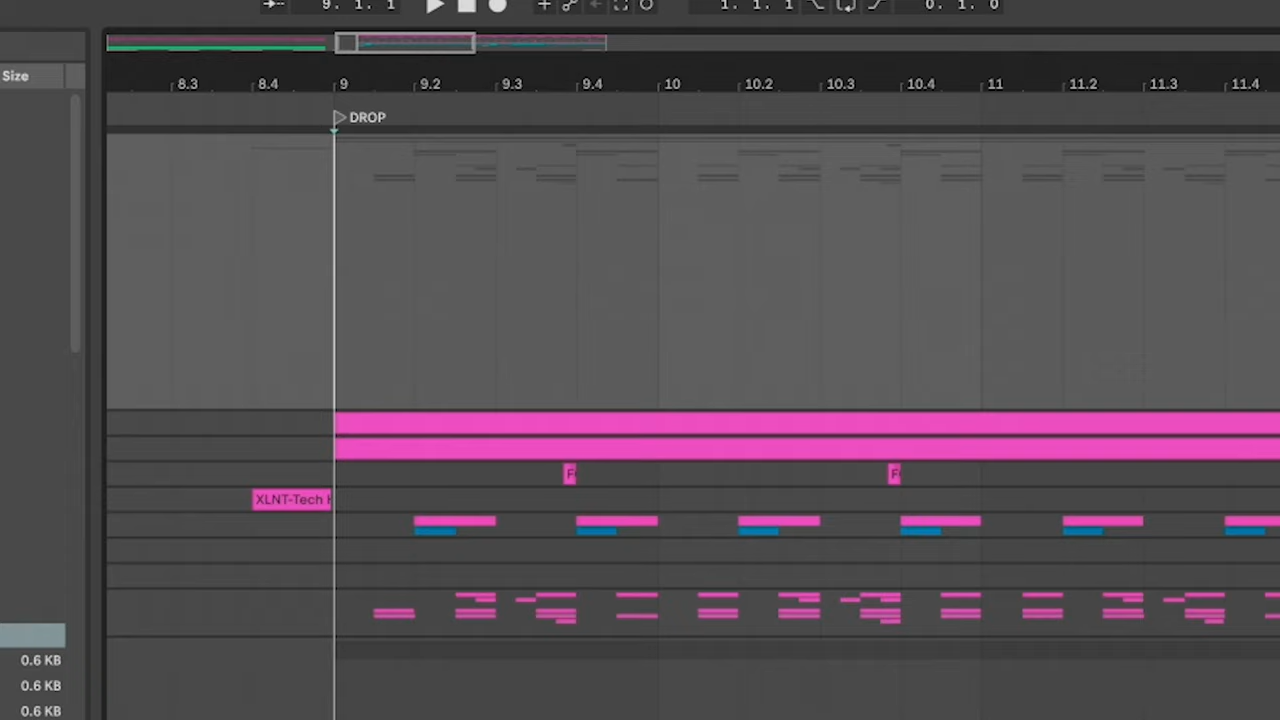 9. 1. 1 1. 1. 1 0. 1. 0
Size
8.3 8.4 9 9.2 9.3 9.4 10 10.2 10.3 10.4 11 11.2 11.3 11.4
DROP
F F
XLNT-Tech
0.6 KB
0.6 KB
0.6 KB